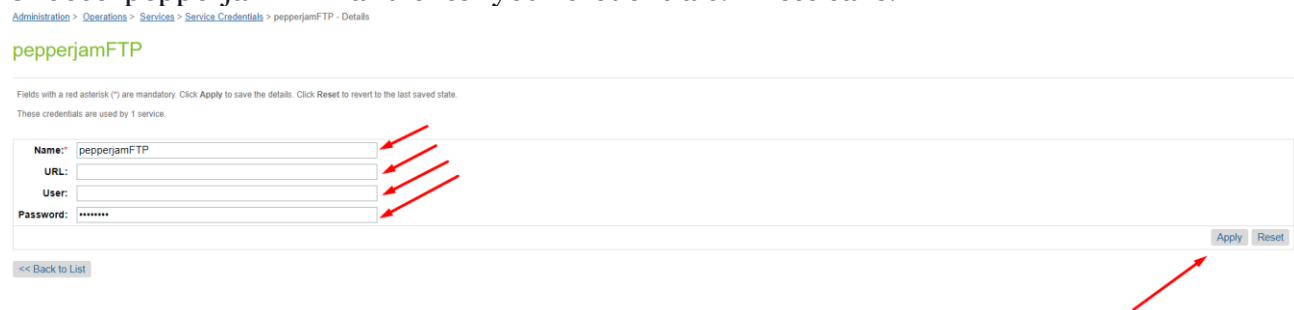 Administration > Operations > Services > Service Credentials > pepperjamFTP - Details
pepperjamFTP
Fields with a red asterisk (*) are mandatory. Click Apply to save the details. Click Reset to revert to the last saved state.
These credentials are used by 1 service.
Name:* pepperjamFTP
URL:
User:
Password: ••••••••
Apply Reset
<< Back to List